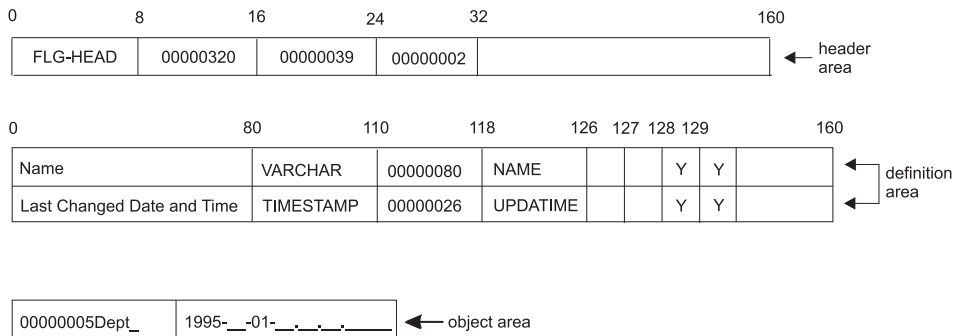 0 8 16 24 32 160
FLG-HEAD 00000320 00000039 00000002
header
area
0 80 110 118 126 127 128 129 160
Name VARCHAR 00000080 NAME Y Y
Last Changed Date and Time TIMESTAMP 00000026 UPDATIME Y Y
definition
area
00000005Dept_ 1995-__-01-__.__.__.______ object area